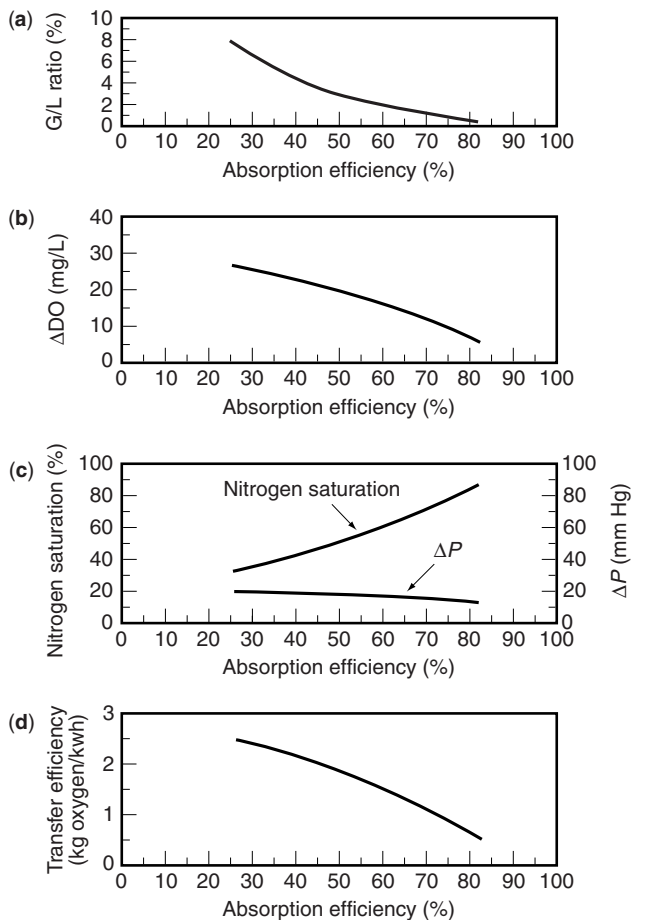 (a)
G/L ratio (%)
10
8
6
4
2
0
0 10 20 30 40 50 60 70 80 90 100
Absorption efficiency (%)
(b)
ΔDO (mg/L)
40
30
20
10
0
0 10 20 30 40 50 60 70 80 90 100
Absorption efficiency (%)
(c)
Nitrogen saturation (%)
100
80
60
40
20
0
Nitrogen saturation
ΔP
100
80
60
40
20
0
ΔP (mm Hg)
0 10 20 30 40 50 60 70 80 90 100
Absorption efficiency (%)
(d)
Transfer efficiency
(kg oxygen/kwh)
3
2
1
0
0 10 20 30 40 50 60 70 80 90 100
Absorption efficiency (%)